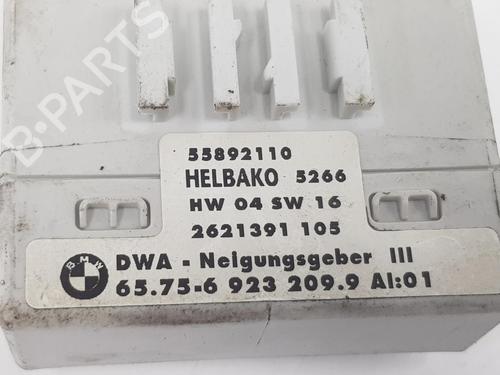 B-PARTS
55892110
HELBAKO 5266
HW 04 SW 16
2621391 105
BMW DWA - Neigungsgeber III
65.75-6 923 209.9 AI:01